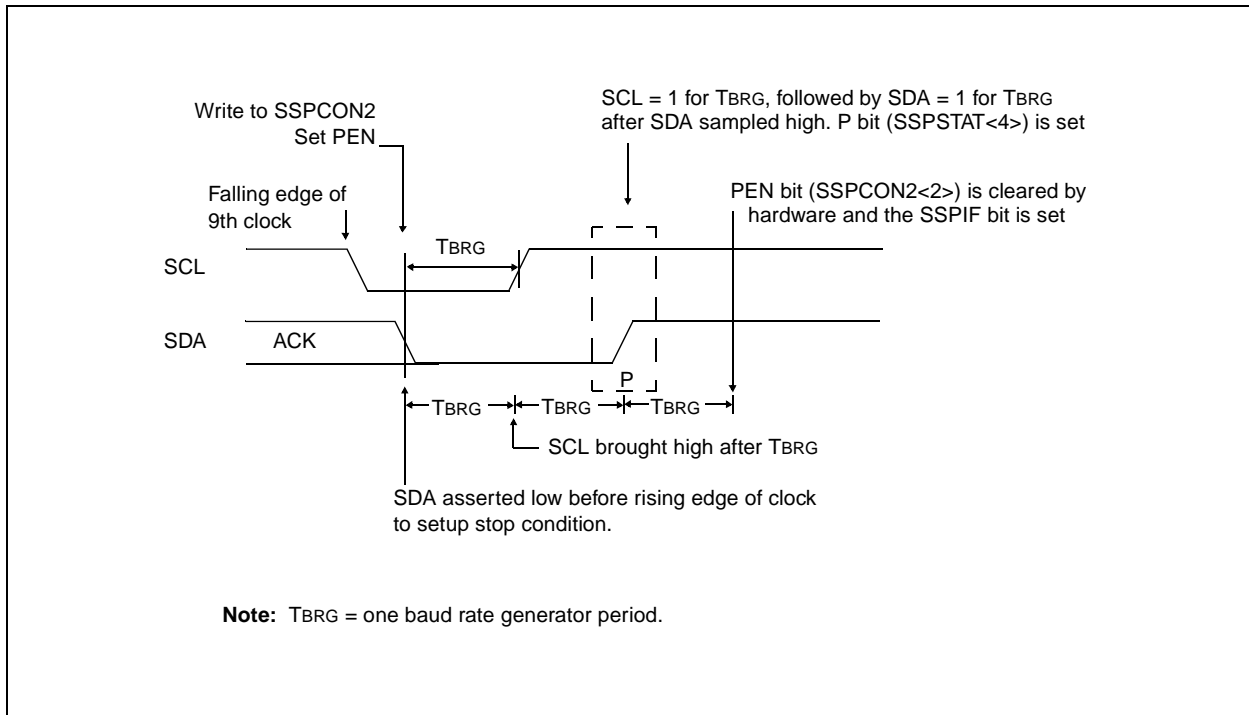 Write to SSPCON2
Set PEN
SCL = 1 for TBRG, followed by SDA = 1 for TBRG
after SDA sampled high. P bit (SSPSTAT<4>) is set
Falling edge of
9th clock
PEN bit (SSPCON2<2>) is cleared by
hardware and the SSPIF bit is set
TBRG
SCL
SDA
ACK
P
TBRG
TBRG
TBRG
SCL brought high after TBRG
SDA asserted low before rising edge of clock
to setup stop condition.
Note: TBRG = one baud rate generator period.